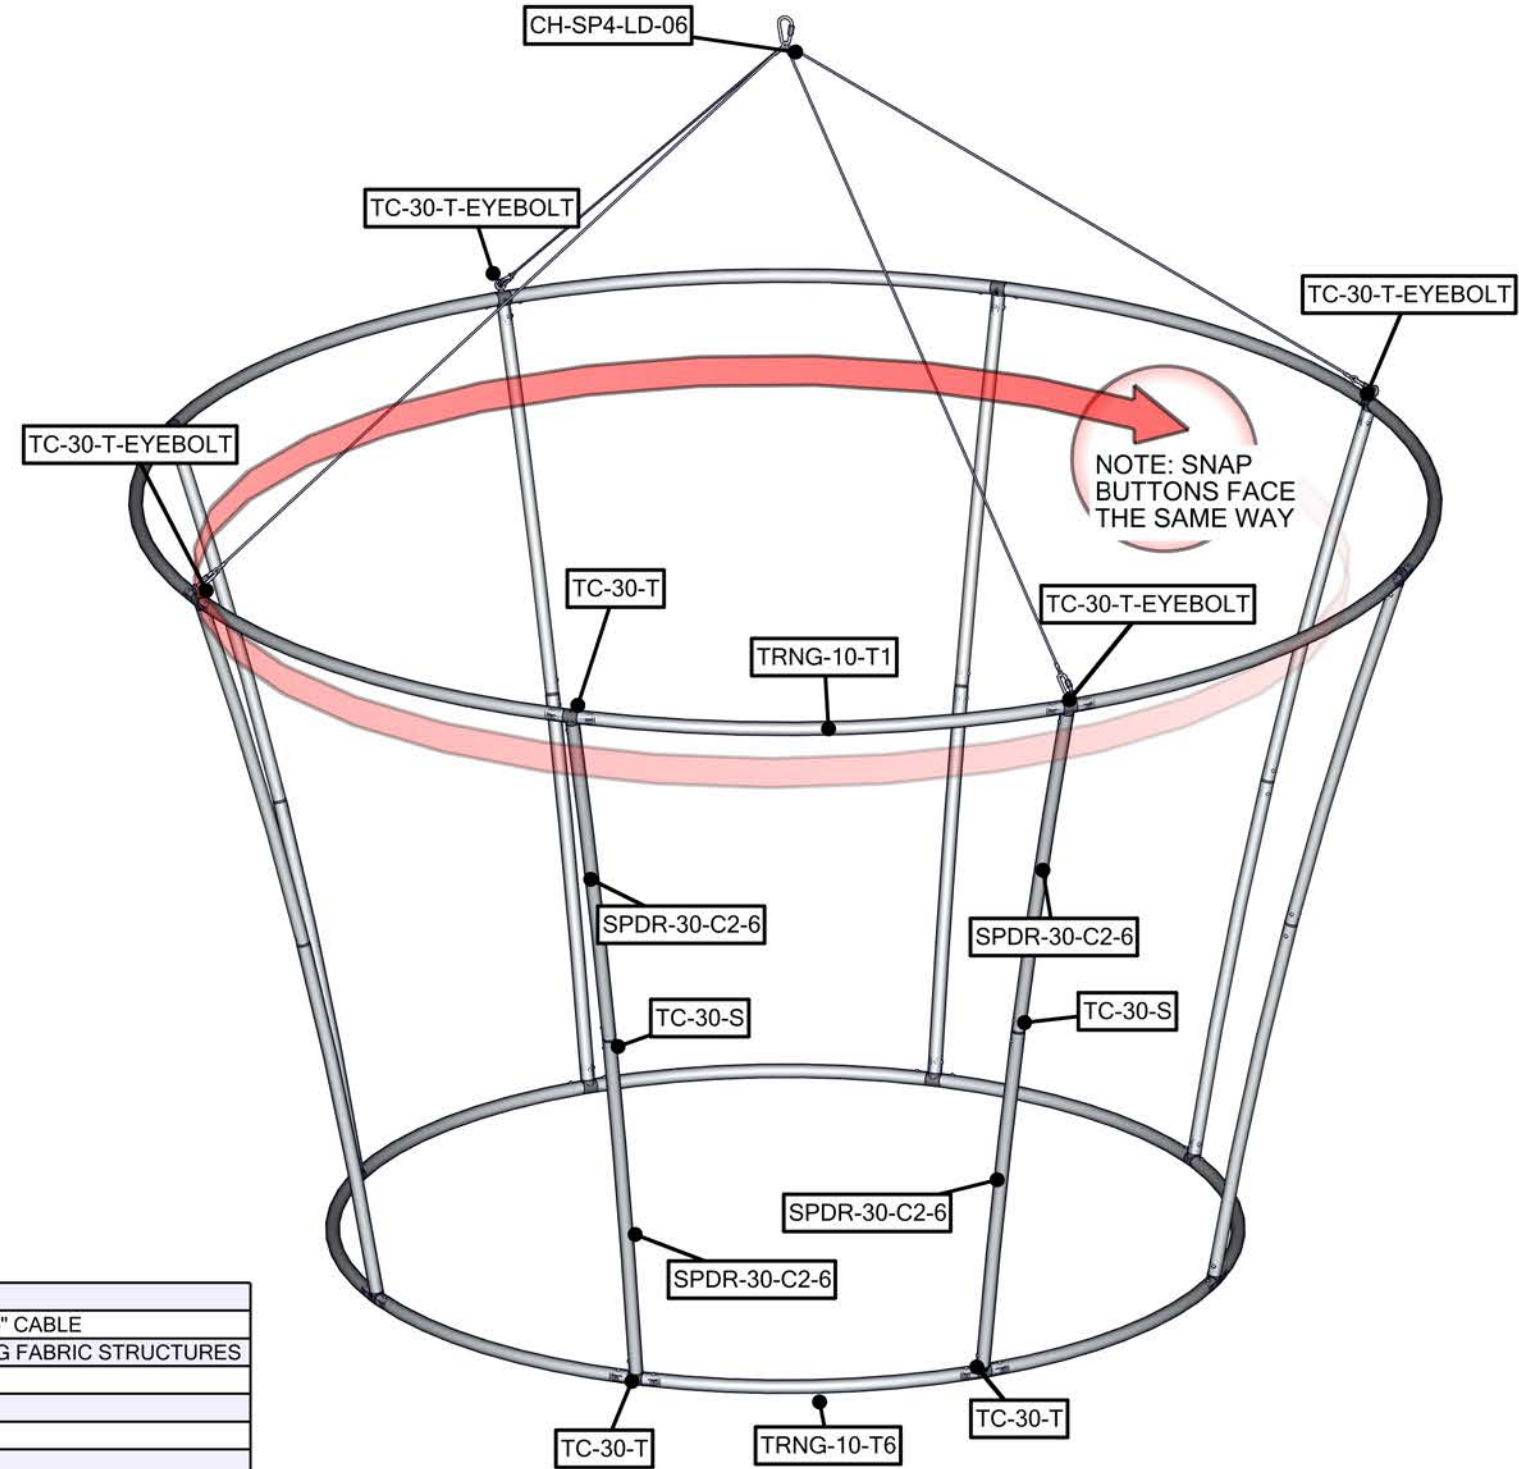 CH-SP4-LD-06
TC-30-T-EYEBOLT
TC-30-T-EYEBOLT
TC-30-T-EYEBOLT
NOTE: SNAP
BUTTONS FACE
THE SAME WAY
TC-30-T
TC-30-T-EYEBOLT
TRNG-10-T1
SPDR-30-C2-6
SPDR-30-C2-6
TC-30-S
TC-30-S
SPDR-30-C2-6
SPDR-30-C2-6
" CABLE
FABRIC STRUCTURES
TC-30-T
TC-30-T
TRNG-10-T6